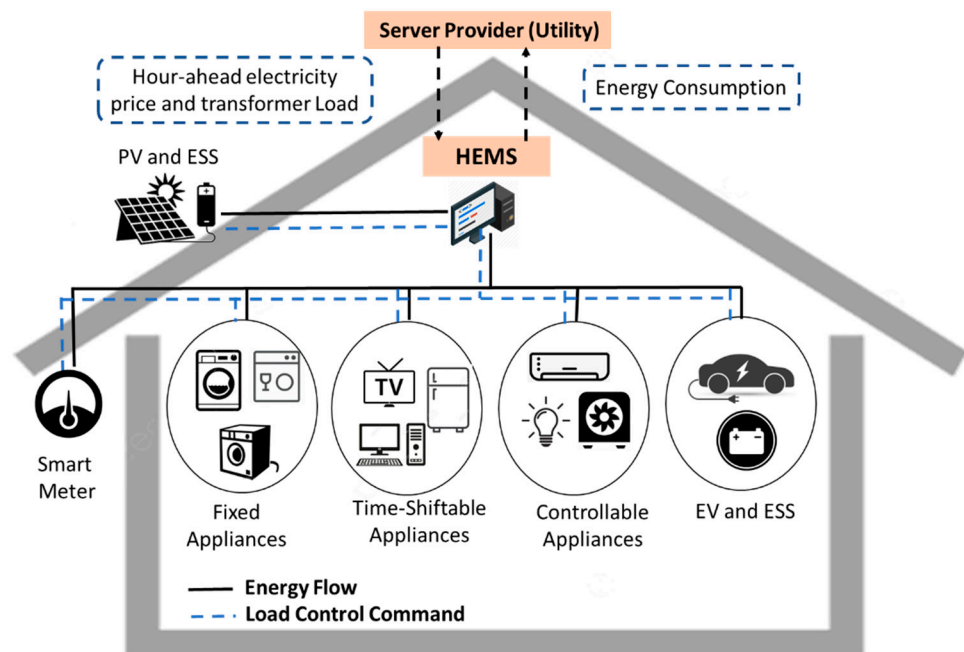 Server Provider (Utility)
Hour-ahead electricity
price and transformer Load
Energy Consumption
HEMS
PV and ESS
TV
Smart
Meter
Fixed
Appliances
Time-Shiftable
Appliances
Controllable
Appliances
EV and ESS
Energy Flow
Load Control Command